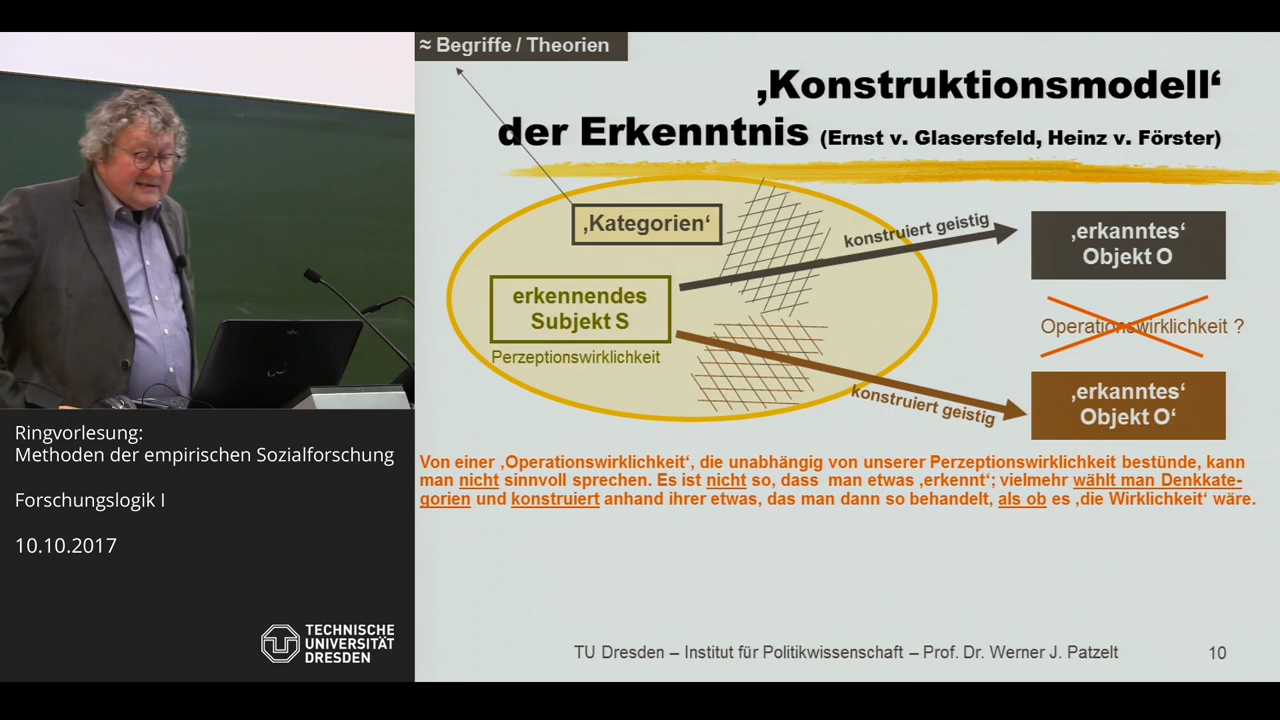 ≈ Begriffe / Theorien
‚Konstruktionsmodell‘
der Erkenntnis (Ernst v. Glasersfeld, Heinz v. Förster)
‚Kategorien‘
konstruiert geistig
‚erkanntes‘
Objekt O
erkennendes
Subjekt S
Perzeptionswirklichkeit
Operationswirklichkeit ?
konstruiert geistig
‚erkanntes‘
Objekt O‘
Von einer ‚Operationswirklichkeit‘, die unabhängig von unserer Perzeptionswirklichkeit bestünde, kann
man nicht sinnvoll sprechen. Es ist nicht so, dass man etwas ‚erkennt‘; vielmehr wählt man Denkkate-
gorien und konstruiert anhand ihrer etwas, das man dann so behandelt, als ob es ‚die Wirklichkeit‘ wäre.
TU Dresden – Institut für Politikwissenschaft – Prof. Dr. Werner J. Patzelt
10
Ringvorlesung:
Methoden der empirischen Sozialforschung
Forschungslogik I
10.10.2017
TECHNISCHE
UNIVERSITÄT
DRESDEN